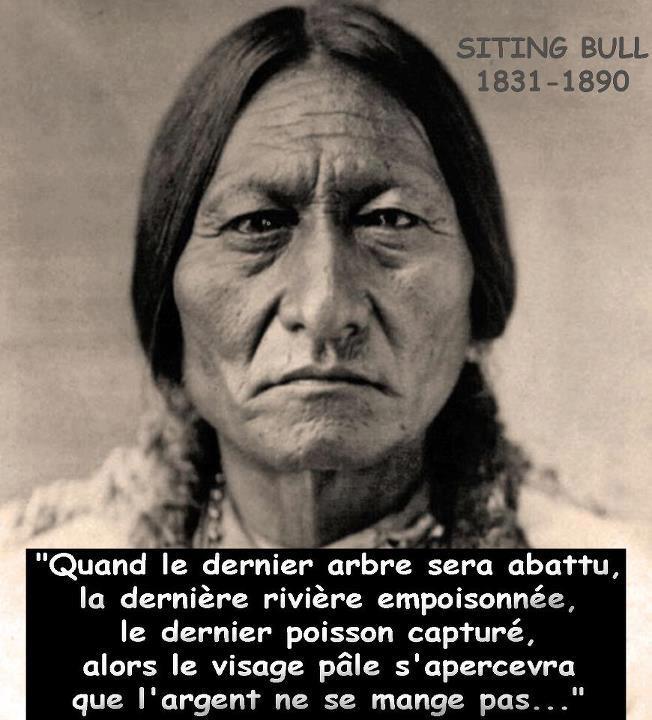 SITING BULL
1831-1890
"Quand le dernier arbre sera abattu,
la dernière rivière empoisonnée,
le dernier poisson capturé,
alors le visage pâle s'apercevra
que l'argent ne se mange pas..."